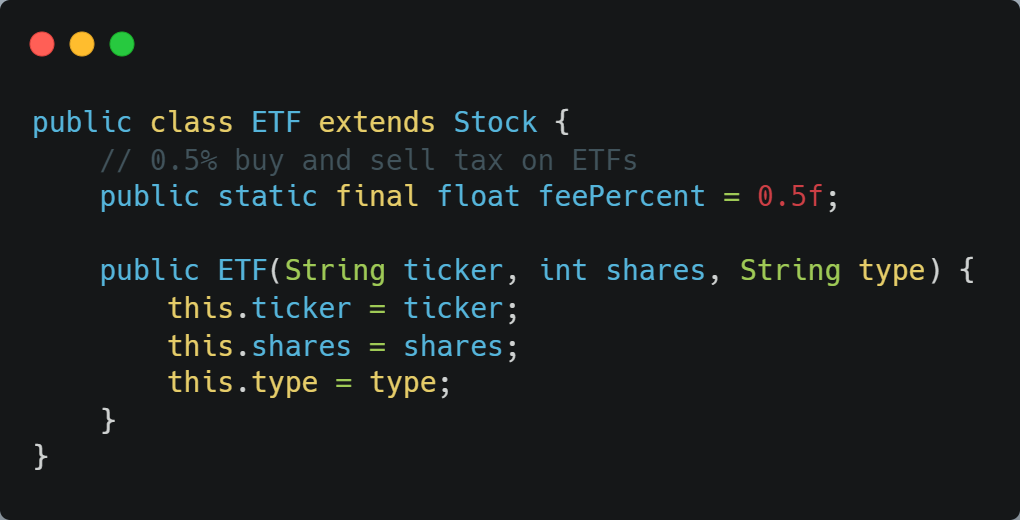 public class ETF extends Stock {
    // 0.5% buy and sell tax on ETFs
    public static final float feePercent = 0.5f;

    public ETF(String ticker, int shares, String type) {
        this.ticker = ticker;
        this.shares = shares;
        this.type = type;
    }
}